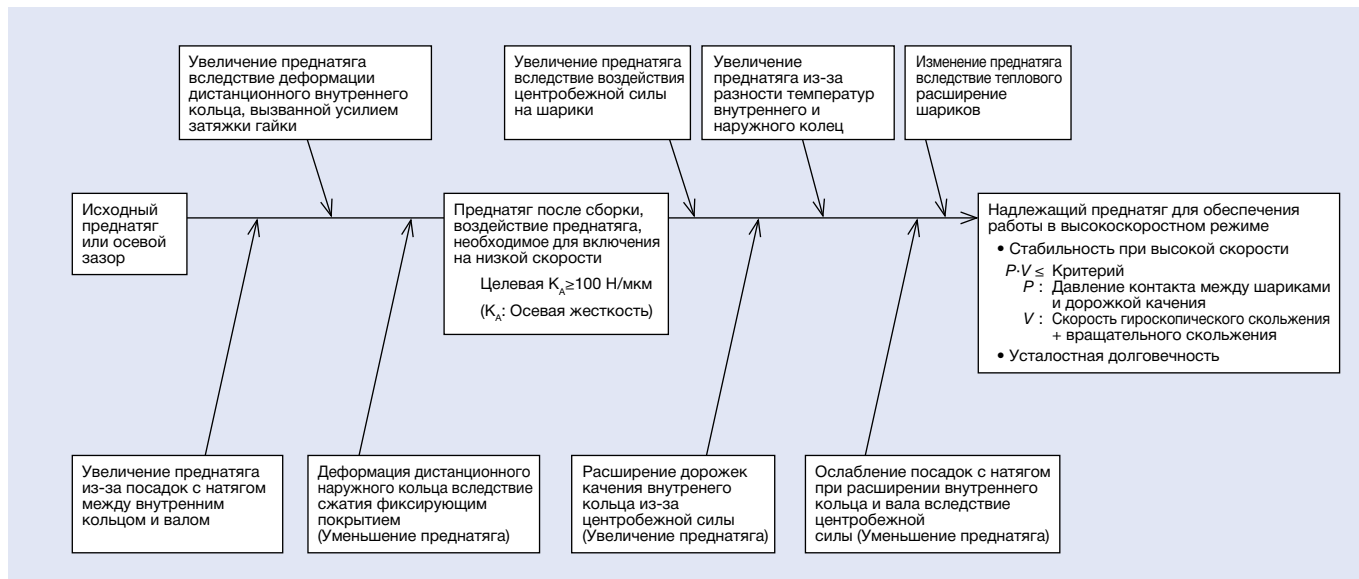 Увеличение преднатяга
вследствие деформации
дистанционного внутреннего
кольца, вызванной усилием
затяжки гайки
Увеличение преднатяга
вследствие воздействия
центробежной силы
на шарики
Увеличение
преднатяга из-за
разности температур
внутреннего и
наружного колец
Изменение преднатяга
вследствие теплового
расширение
шариков
Исходный
преднатяг
или осевой
зазор
Преднатяг после сборки,
воздействие преднатяга,
необходимое для включения
на низкой скорости
Целевая K_A≥100 Н/мкм
(K_A: Осевая жесткость)
Надлежащий преднатяг для обеспечения
работы в высокоскоростном режиме
• Стабильность при высокой скорости
P·V ≤ Критерий
P : Давление контакта между шариками
и дорожкой качения
V : Скорость гироскопического скольжения
+ вращательного скольжения
• Усталостная долговечность
Увеличение преднатяга
из-за посадок с натягом
между внутренним
кольцом и валом
Деформация дистанционного
наружного кольца вследствие
сжатия фиксирующим
покрытием
(Уменьшение преднатяга)
Расширение дорожек
качения внутренего
кольца из-за
центробежной силы
(Увеличение преднатяга)
Ослабление посадок с натягом
при расширении внутреннего
кольца и вала вследствие
центробежной
силы (Уменьшение преднатяга)